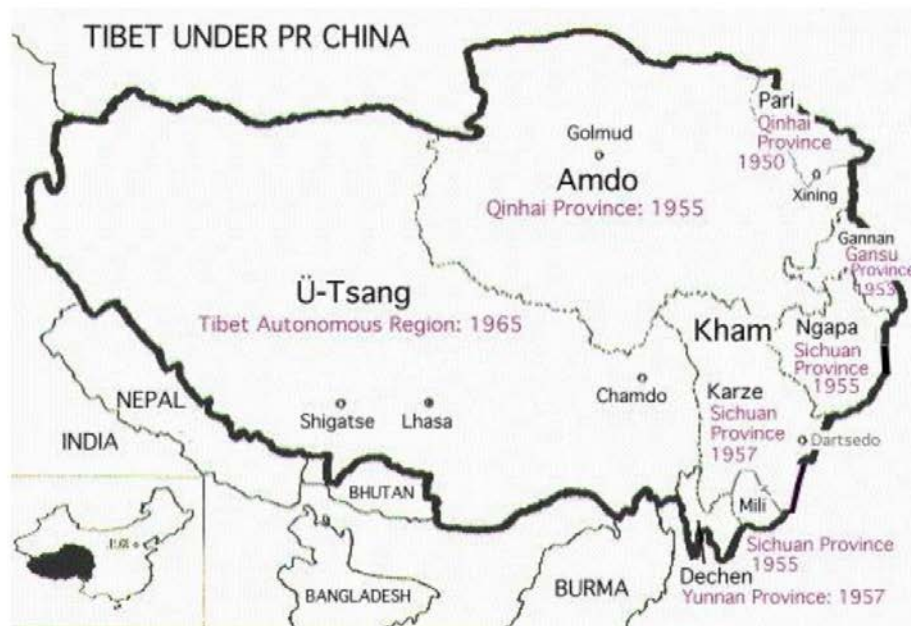 TIBET UNDER PR CHINA
Pari
Qinhai
Province
1950
Golmud
Xining
Amdo
Qinhai Province: 1955
Gannan
Gansu
Province
1953
Ü-Tsang
Tibet Autonomous Region: 1965
Kham
Ngapa
Sichuan
Province
1955
Chamdo
Karze
Sichuan
Province
1957
Shigatse
Lhasa
Dartsedo
NEPAL
INDIA
BHUTAN
Mili
Sichuan Province
1955
Dechen
Yunnan Province: 1957
BURMA
BANGLADESH